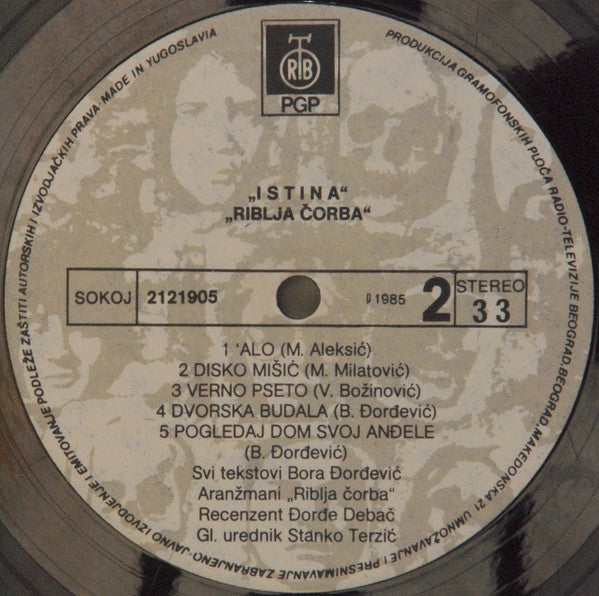 RTB
PGP
PRODUKCIJA GRAMOFONSKIH PLOČA RADIO-TELEVIZIJE BEOGRAD, BEOGRAD, MAKEDONSKA 21 UMNOŽAVANJE I PRESNIMAVANJE ZABRANJENO-JAVNO IZVODJENJE I EMITOVANJE PODLEŽE ZAŠTITI AUTORSKIH I IZVODJAČKIH PRAVA-MADE IN YUGOSLAVIA
„ISTINA“
„RIBLJA ČORBA“
SOKOJ 2121905 ℗ 1985 2 STEREO
33
1 'ALO (M. Aleksić)
2 DISKO MIŠIĆ (M. Milatović)
3 VERNO PSETO (V. Božinović)
4 DVORSKA BUDALA (B. Đorđević)
5 POGLEDAJ DOM SVOJ ANĐELE
(B. Đorđević)
Svi tekstovi Bora Đorđević
Aranžmani „Riblja čorba“
Recenzent Đorđe Debač
Gl. urednik Stanko Terzić